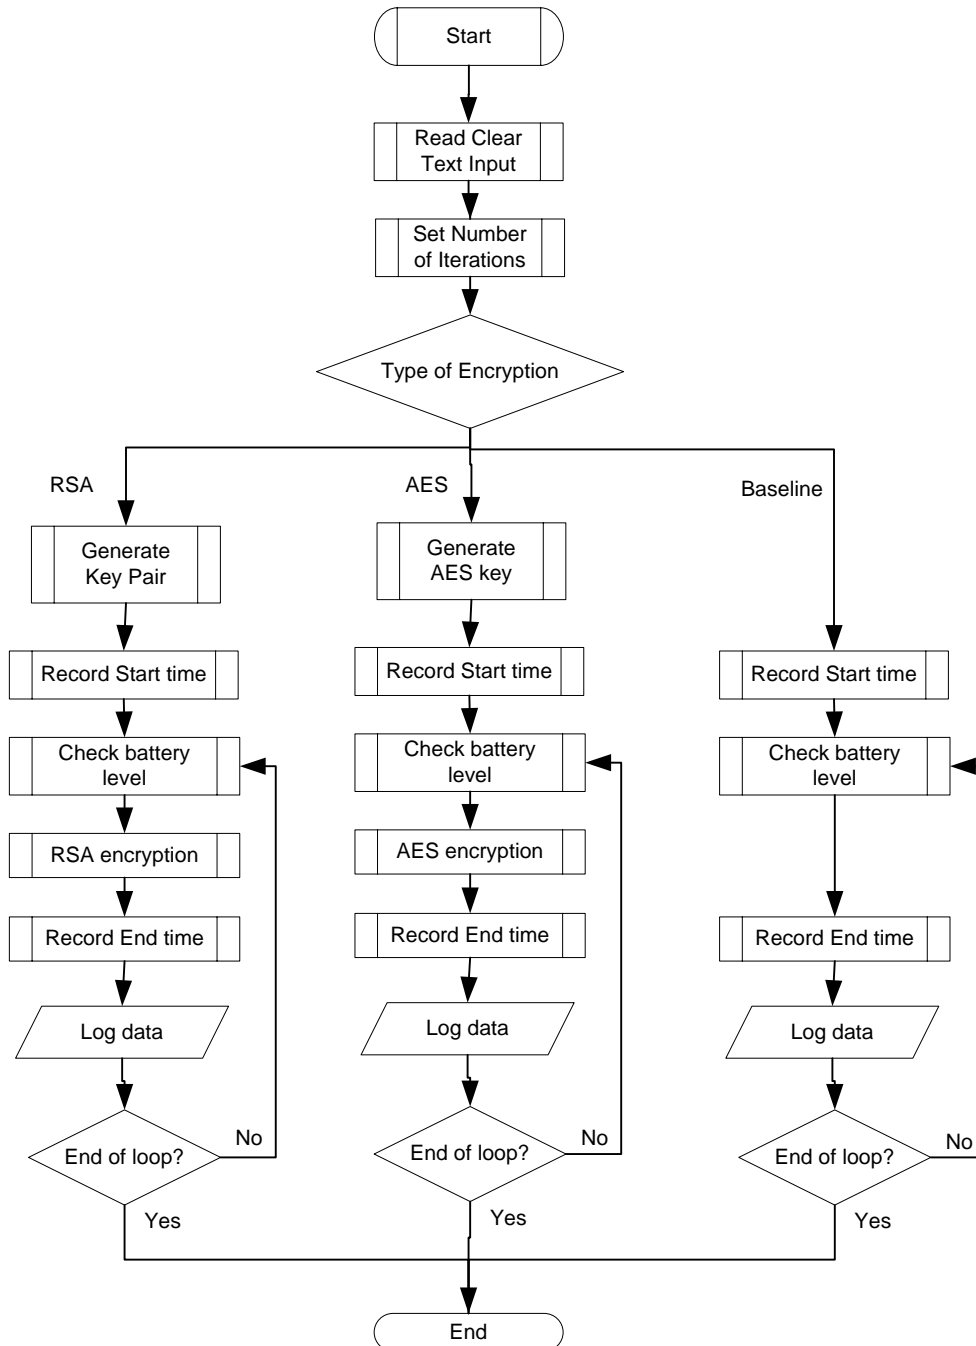 Start
Read Clear
Text Input
Set Number
of Iterations
Type of Encryption
RSA
AES
Baseline
Generate
Key Pair
Generate
AES key
Record Start time
Record Start time
Record Start time
Check battery
level
Check battery
level
Check battery
level
RSA encryption
AES encryption
Record End time
Record End time
Record End time
Log data
Log data
Log data
End of loop?
No
End of loop?
No
End of loop?
No
Yes
Yes
Yes
End